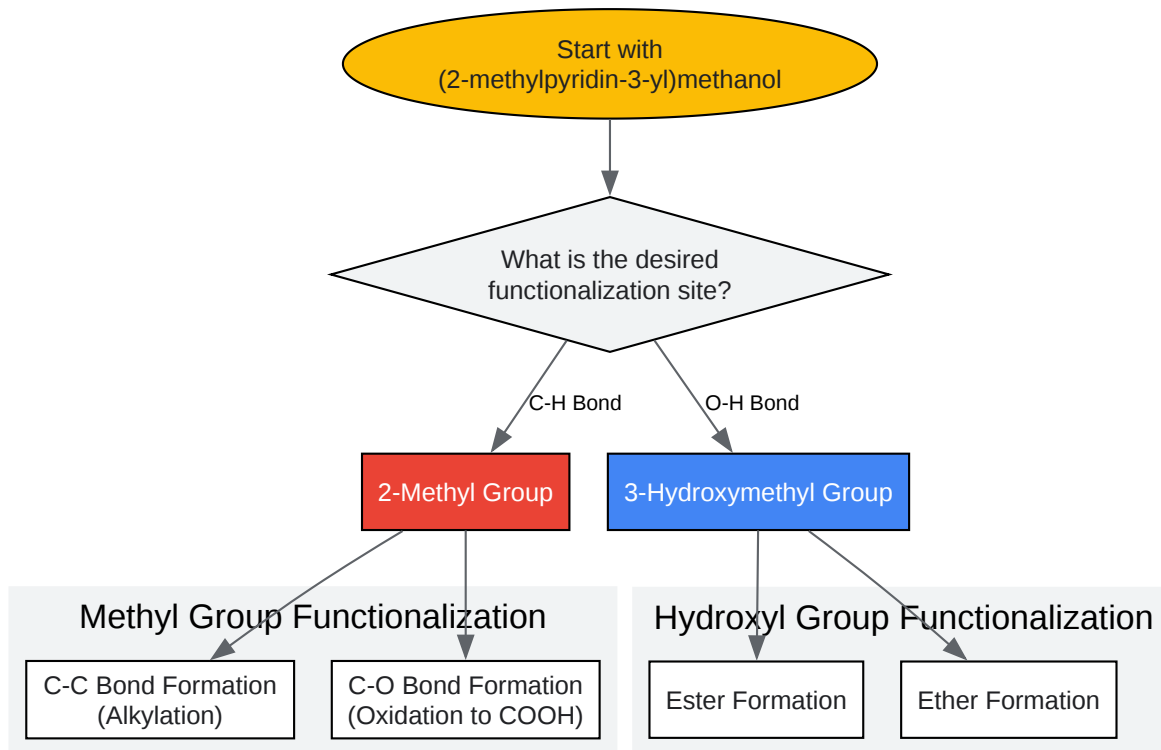 Start with
(2-methylpyridin-3-yl)methanol
What is the desired
functionalization site?
C-H Bond
O-H Bond
2-Methyl Group
3-Hydroxymethyl Group
Methyl Group Functionalization
Hydroxyl Group Functionalization
C-C Bond Formation
(Alkylation)
C-O Bond Formation
(Oxidation to COOH)
Ester Formation
Ether Formation